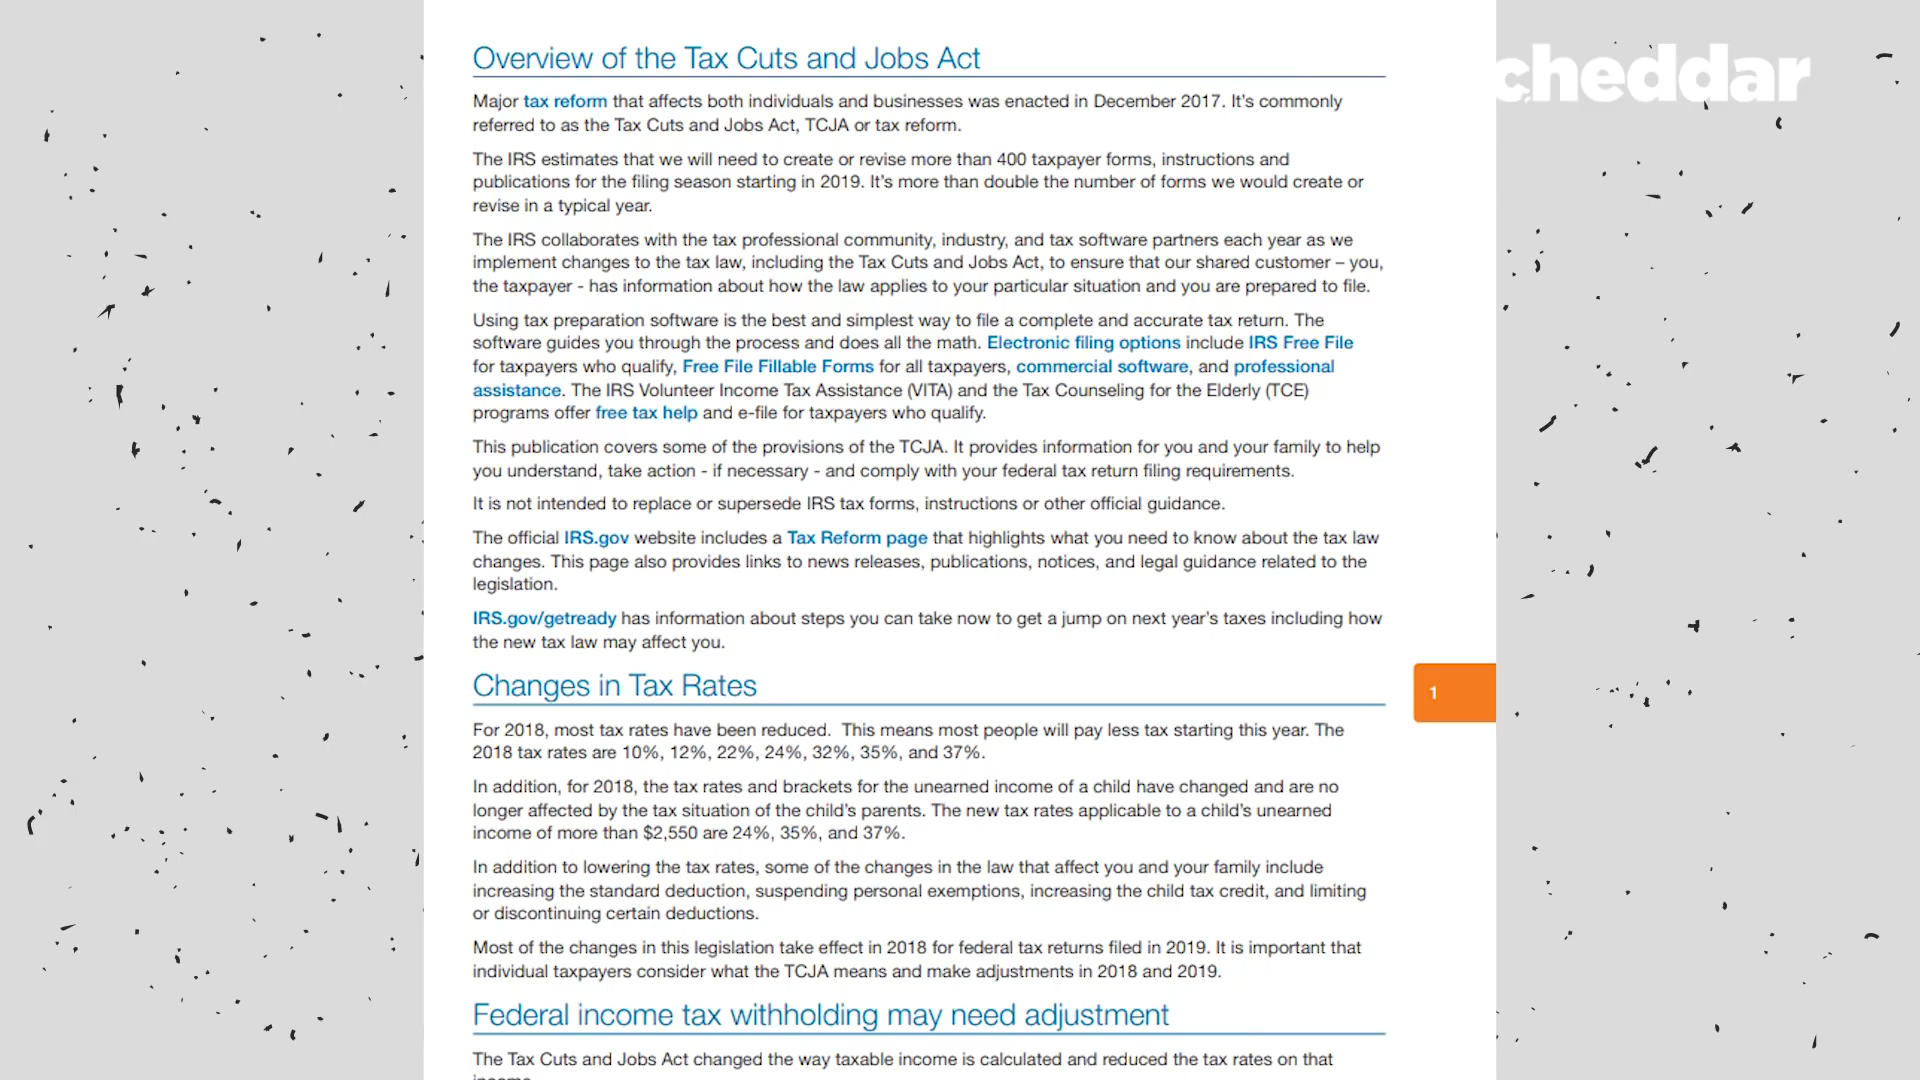 Overview of the Tax Cuts and Jobs Act
cheddar
Major tax reform that affects both individuals and businesses was enacted in December 2017. It's commonly
referred to as the Tax Cuts and Jobs Act, TCJA or tax reform.
The IRS estimates that we will need to create or revise more than 400 taxpayer forms, instructions and
publications for the filing season starting in 2019. It's more than double the number of forms we would create or
revise in a typical year.
The IRS collaborates with the tax professional community, industry, and tax software partners each year as we
implement changes to the tax law, including the Tax Cuts and Jobs Act, to ensure that our shared customer – you,
the taxpayer - has information about how the law applies to your particular situation and you are prepared to file.
Using tax preparation software is the best and simplest way to file a complete and accurate tax return. The
software guides you through the process and does all the math. Electronic filing options include IRS Free File
for taxpayers who qualify, Free File Fillable Forms for all taxpayers, commercial software, and professional
assistance. The IRS Volunteer Income Tax Assistance (VITA) and the Tax Counseling for the Elderly (TCE)
programs offer free tax help and e-file for taxpayers who qualify.
This publication covers some of the provisions of the TCJA. It provides information for you and your family to help
you understand, take action - if necessary - and comply with your federal tax return filing requirements.
It is not intended to replace or supersede IRS tax forms, instructions or other official guidance.
The official IRS.gov website includes a Tax Reform page that highlights what you need to know about the tax law
changes. This page also provides links to news releases, publications, notices, and legal guidance related to the
legislation.
IRS.gov/getready has information about steps you can take now to get a jump on next year's taxes including how
the new tax law may affect you.
Changes in Tax Rates
1
For 2018, most tax rates have been reduced. This means most people will pay less tax starting this year. The
2018 tax rates are 10%, 12%, 22%, 24%, 32%, 35%, and 37%.
In addition, for 2018, the tax rates and brackets for the unearned income of a child have changed and are no
longer affected by the tax situation of the child's parents. The new tax rates applicable to a child's unearned
income of more than $2,550 are 24%, 35%, and 37%.
In addition to lowering the tax rates, some of the changes in the law that affect you and your family include
increasing the standard deduction, suspending personal exemptions, increasing the child tax credit, and limiting
or discontinuing certain deductions.
Most of the changes in this legislation take effect in 2018 for federal tax returns filed in 2019. It is important that
individual taxpayers consider what the TCJA means and make adjustments in 2018 and 2019.
Federal income tax withholding may need adjustment
The Tax Cuts and Jobs Act changed the way taxable income is calculated and reduced the tax rates on that